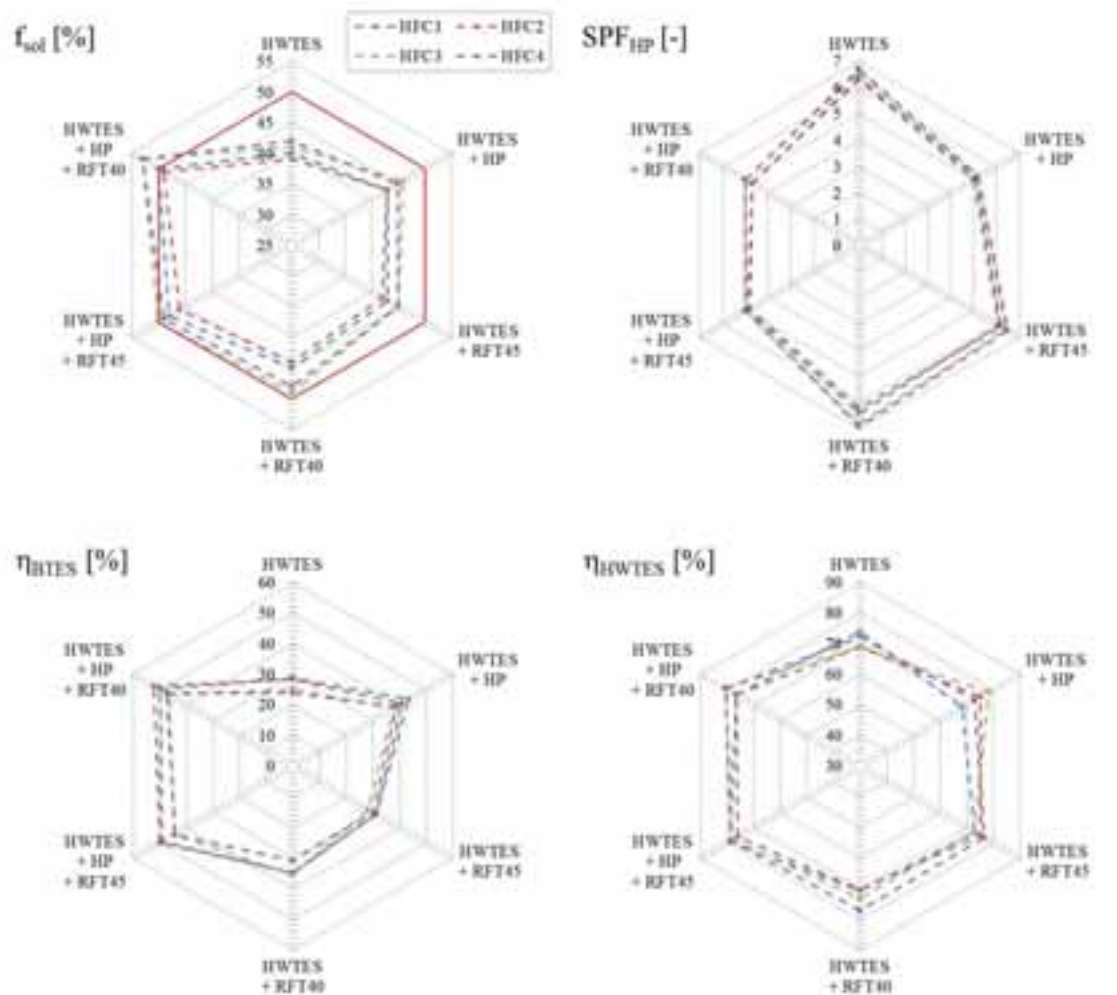 f_sol [%]
HFC1
HFC2
HFC3
HFC4
HWTES
55
50
45
40
35
30
25
HWTES
+ HP
HWTES
+ RFT45
HWTES
+ RFT40
HWTES
+ HP
+ RFT45
HWTES
+ HP
+ RFT40
SPF_HP [-]
HWTES
7
6
5
4
3
2
1
0
HWTES
+ HP
HWTES
+ RFT45
HWTES
+ RFT40
HWTES
+ HP
+ RFT45
HWTES
+ HP
+ RFT40
η_BTES [%]
HWTES
60
50
40
30
20
10
0
HWTES
+ HP
HWTES
+ RFT45
HWTES
+ RFT40
HWTES
+ HP
+ RFT45
HWTES
+ HP
+ RFT40
η_HWTES [%]
HWTES
90
80
70
60
50
40
30
HWTES
+ HP
HWTES
+ RFT45
HWTES
+ RFT40
HWTES
+ HP
+ RFT45
HWTES
+ HP
+ RFT40